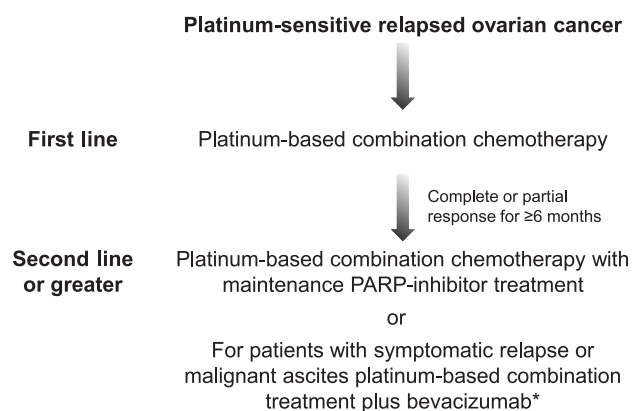 Platinum-sensitive relapsed ovarian cancer
First line
Platinum-based combination chemotherapy
Complete or partial
response for ≥6 months
Second line
or greater
Platinum-based combination chemotherapy with
maintenance PARP-inhibitor treatment
or
For patients with symptomatic relapse or
malignant ascites platinum-based combination
treatment plus bevacizumab*